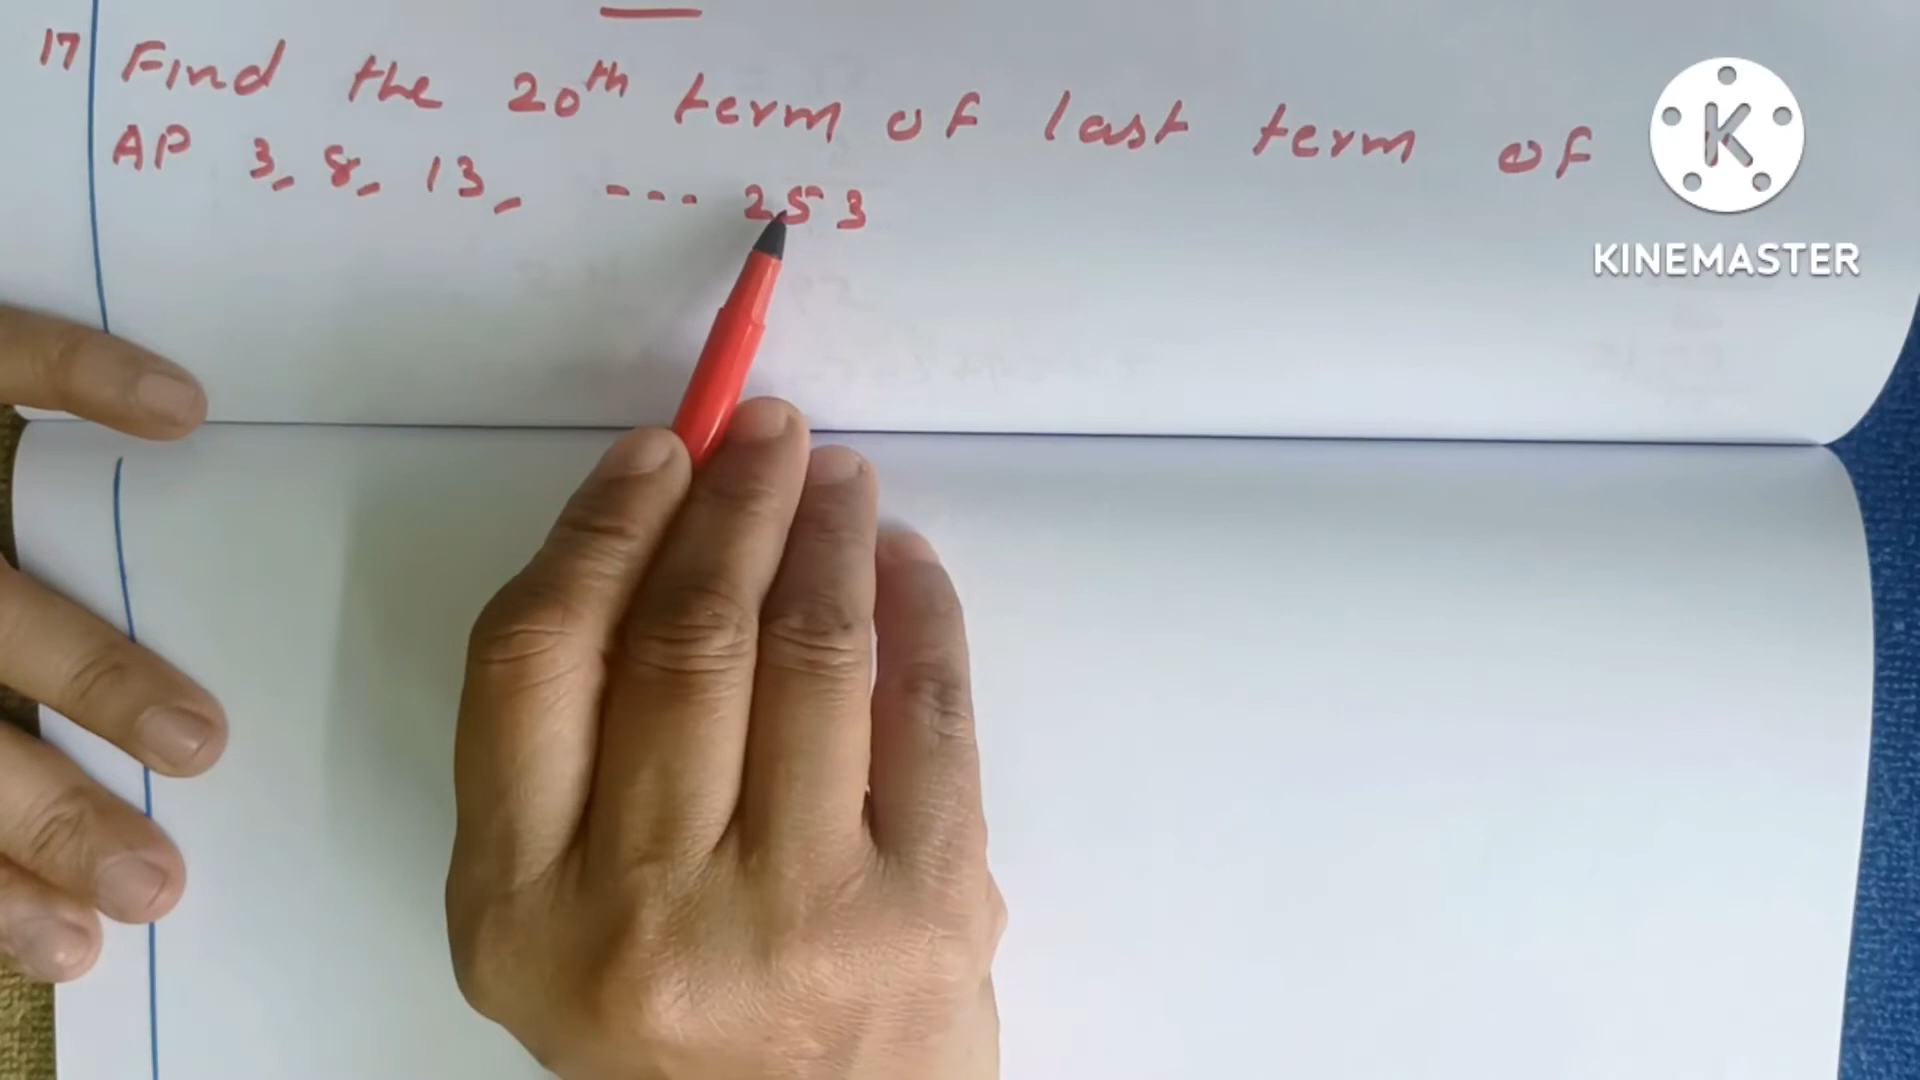 17 Find the 20th term of last term of
AP 3, 8, 13, --- 253
K
KINEMASTER